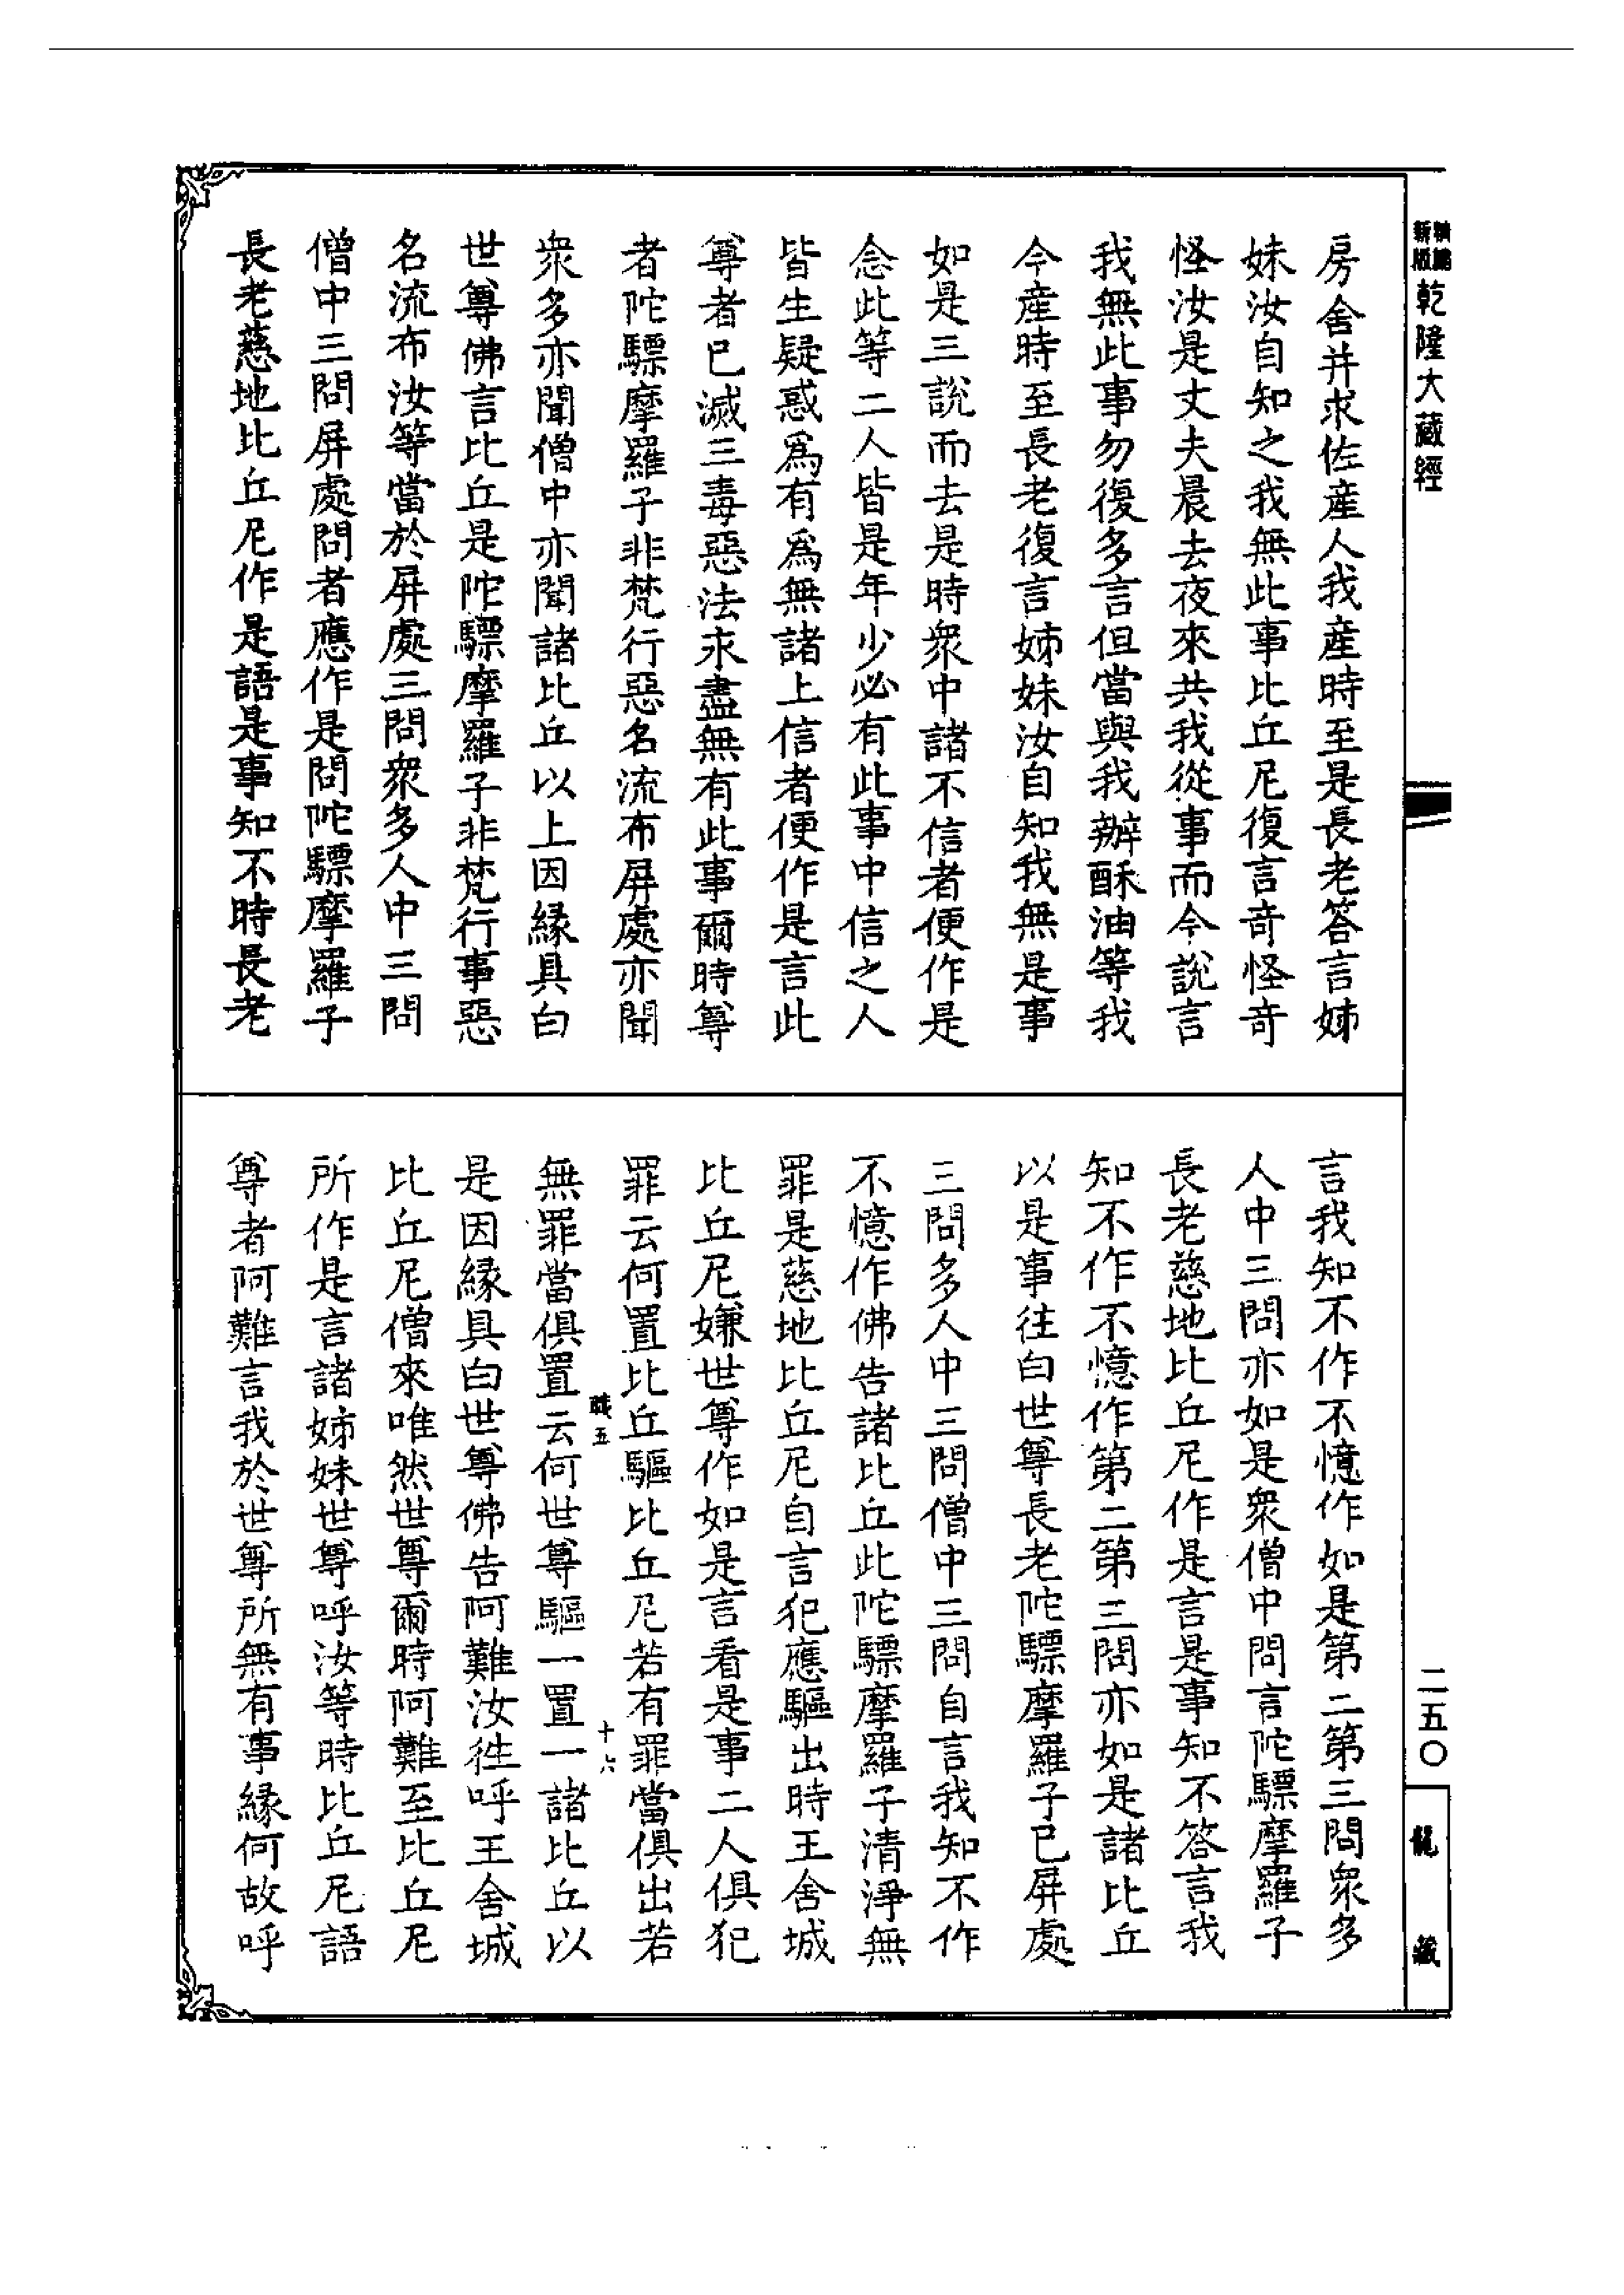 新版
精鵬
乾隆大藏經
房舍并求佐產人我產時至是長老答言姊
妹汝自知之我無此事比丘尼復言奇怪奇
怪汝是丈夫晨去夜來共我從事而今說言
我無此事勿復多言但當與我辦酥油等我
今產時至長老復言姊妹汝自知我無是事
如是三說而去是時衆中諸不信者便作是
念此等二人皆是年少必有此事中信之人
皆生疑惑爲有爲無諸上信者便作是言此
尊者已滅三毒惡法求盡無有此事爾時尊
者陀驃摩羅子非梵行惡名流布屏處亦聞
衆多亦聞僧中亦聞諸比丘以上因緣具白
世尊佛言比丘是陀驃摩羅子非梵行事惡
名流布汝等當於屏處三問衆多人中三問
僧中三問屏處問者應作是問陀驃摩羅子
長老慈地比丘尼作是語是事知不時長老
言我知不作不憶作如是第二第三問衆多
人中三問亦如是衆僧中問言陀驃摩羅子
長老慈地比丘尼作是言是事知不答言我
知不作不憶作第二第三問亦如是諸比丘
以是事往白世尊長老陀驃摩羅子已屏處
三問多人中三問僧中三問自言我知不作
不憶作佛告諸比丘此陀驃摩羅子清淨無
罪是慈地比丘尼自言犯應驅出時王舍城
比丘尼嫌世尊作如是言看是事二人俱犯
罪云何置比丘驅比丘尼若有罪當俱出若
職五
十六
無罪當俱置云何世尊驅一置一諸比丘以
是因緣具白世尊佛告阿難汝徃呼王舍城
比丘尼僧來唯然世尊爾時阿難至比丘尼
所作是言諸姊妹世尊呼汝等時比丘尼語
尊者阿難言我於世尊所無有事緣何故呼
二五〇
龍藏